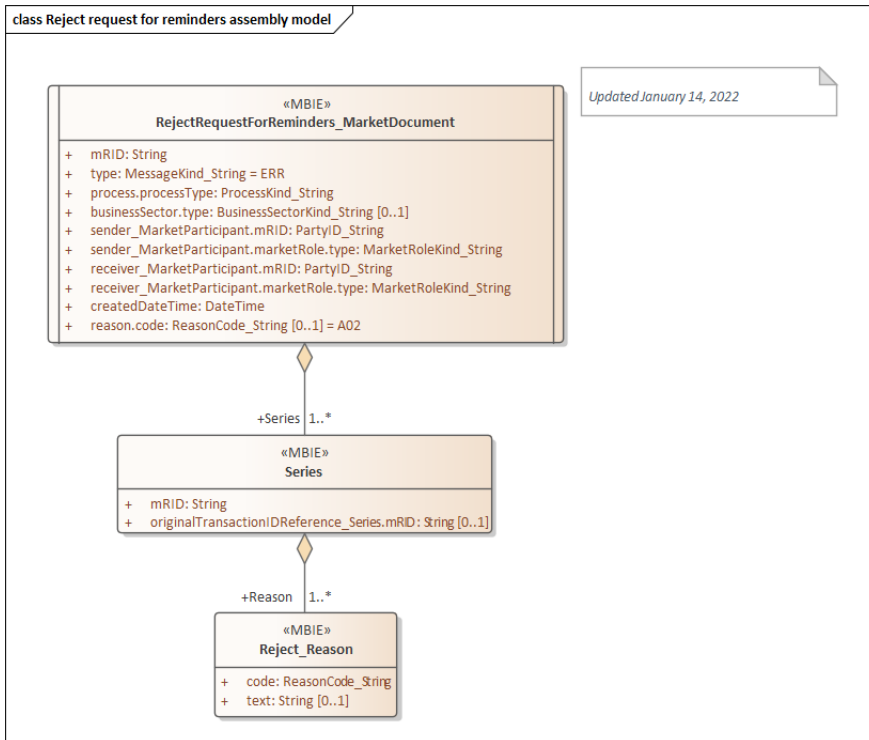 class Reject request for reminders assembly model
Updated January 14, 2022
«MBIE»
RejectRequestForReminders_MarketDocument
+ mRID: String
+ type: MessageKind_String = ERR
+ process.processType: ProcessKind_String
+ businessSector.type: BusinessSectorKind_String [0..1]
+ sender_MarketParticipant.mRID: PartyID_String
+ sender_MarketParticipant.marketRole.type: MarketRoleKind_String
+ receiver_MarketParticipant.mRID: PartyID_String
+ receiver_MarketParticipant.marketRole.type: MarketRoleKind_String
+ createdDateTime: DateTime
+ reason.code: ReasonCode_String [0..1] = A02
+Series 1..*
«MBIE»
Series
+ mRID: String
+ originalTransactionIDReference_Series.mRID: String [0..1]
+Reason 1..*
«MBIE»
Reject_Reason
+ code: ReasonCode_String
+ text: String [0..1]